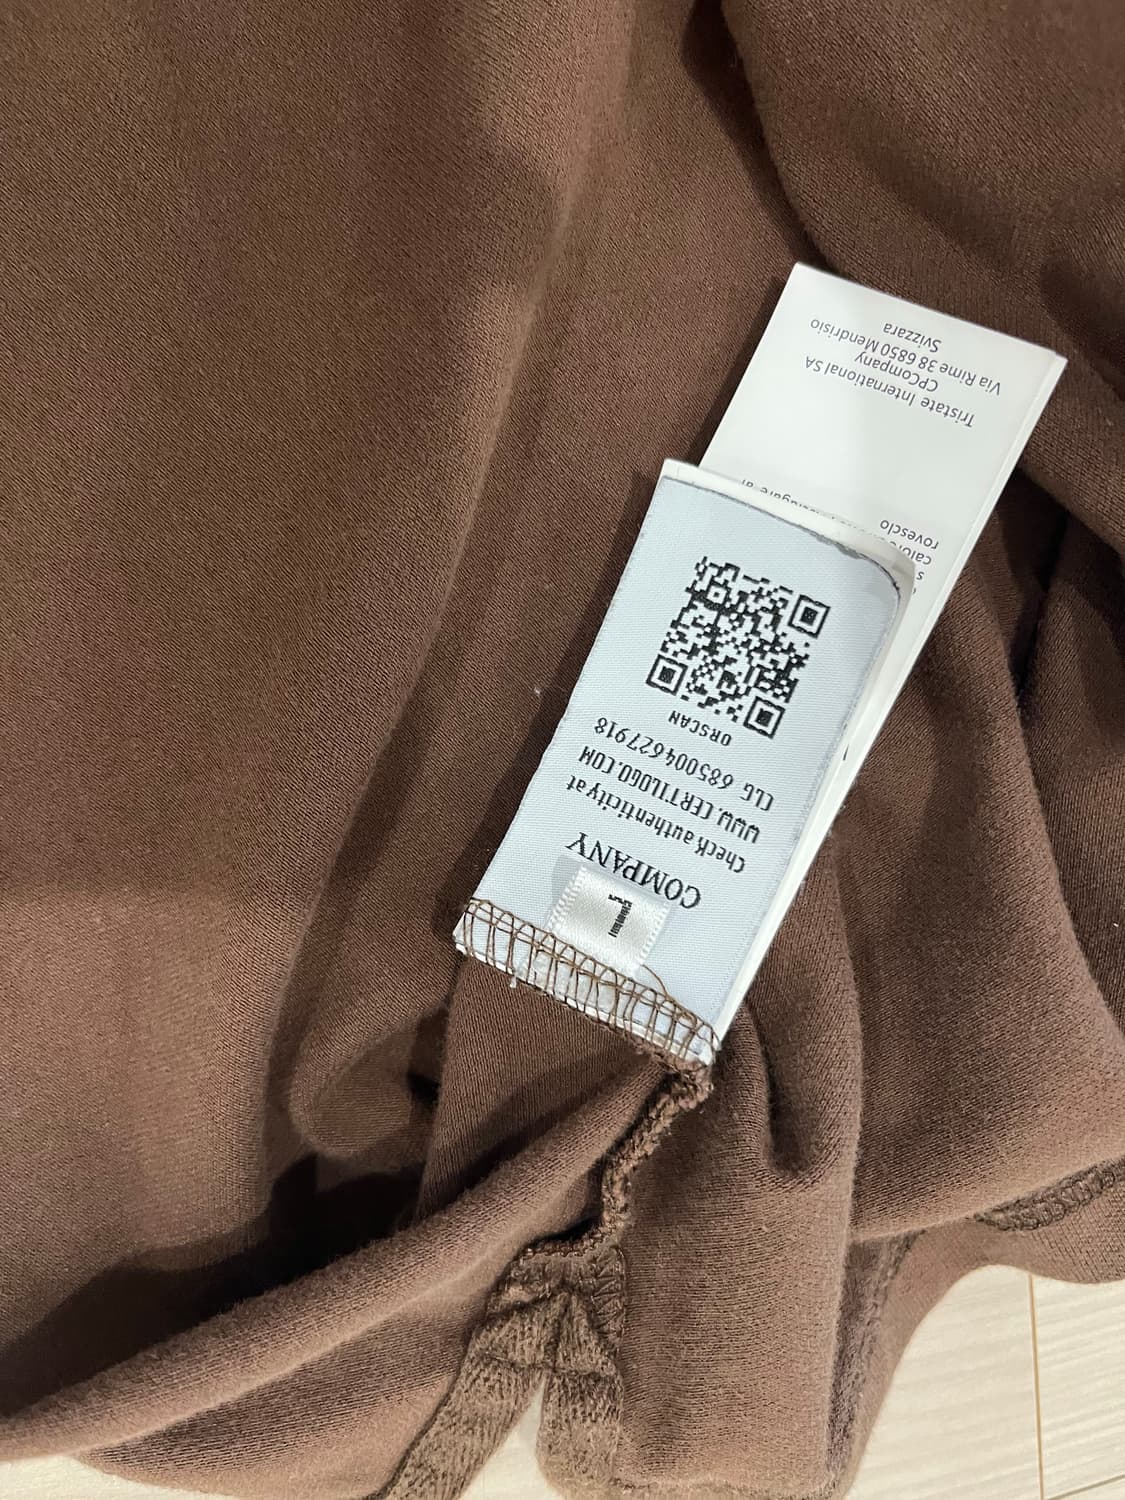 L
COMPANY
Check authenticity at
WWW.CERTILOGO.COM
CLG 685004627918
QRSCAN
rovescio
Tristate International SA
CPCompany
Via Rime 38 6850 Mendrisio
Svizzara